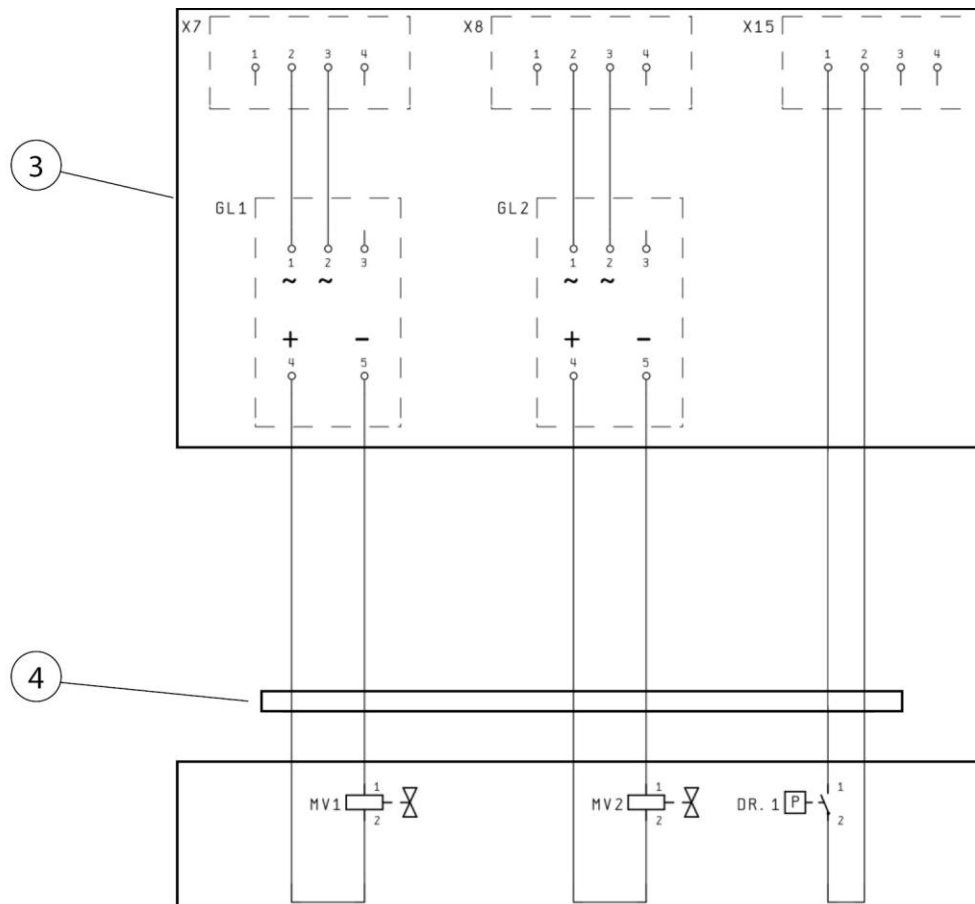 X7 X8 X15
1 2 3 4 1 2 3 4 1 2 3 4
3
GL1 GL2
1 2 3 1 2 3
~ ~ ~ ~
+ - + -
4 5 4 5
4
1 1 1
MV1 MV2 DR.1 P
2 2 2